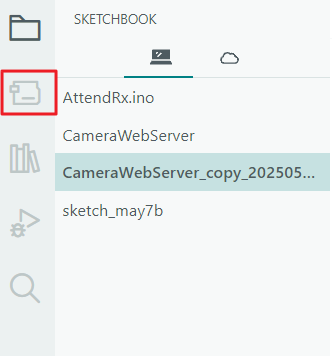 SKETCHBOOK
AttendRx.ino
CameraWebServer
CameraWebServer_copy_202505...
sketch_may7b